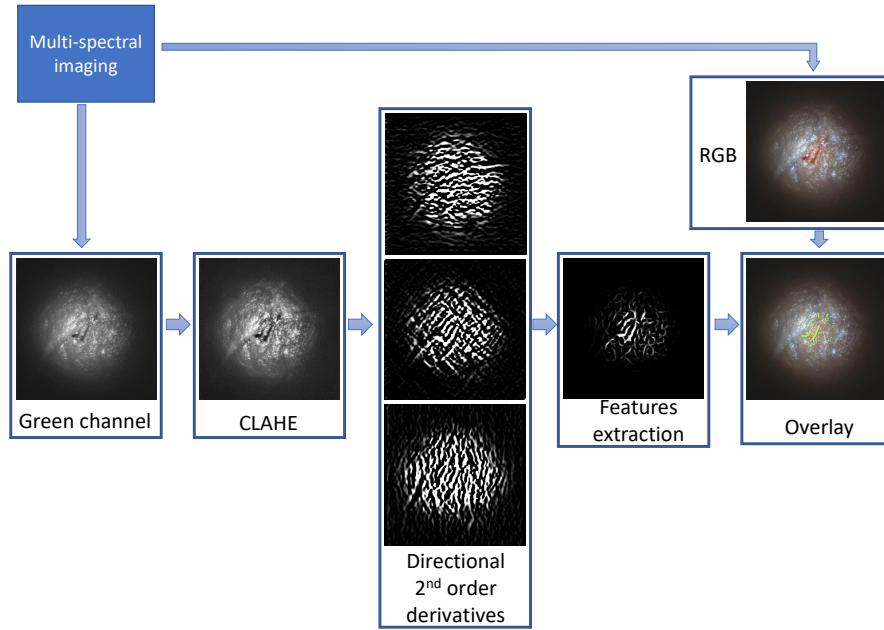 Multi-spectral
imaging
RGB
Green channel
CLAHE
Directional
2nd order
derivatives
Features
extraction
Overlay